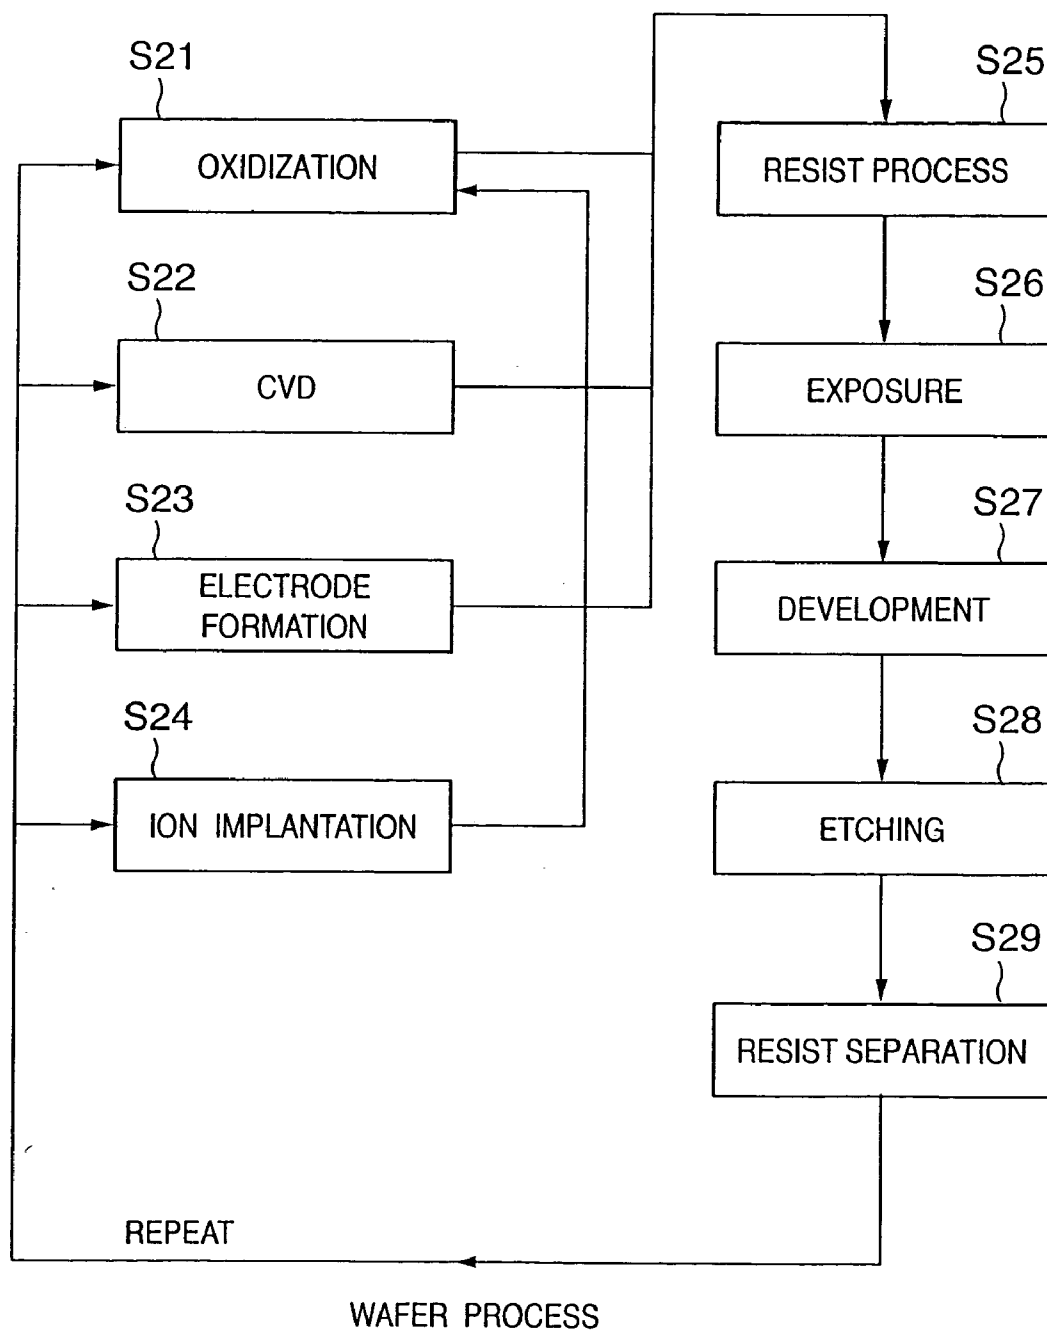 S21
OXIDIZATION
S22
CVD
S23
ELECTRODE
FORMATION
S24
ION IMPLANTATION
S25
RESIST PROCESS
S26
EXPOSURE
S27
DEVELOPMENT
S28
ETCHING
S29
RESIST SEPARATION
REPEAT
WAFER PROCESS